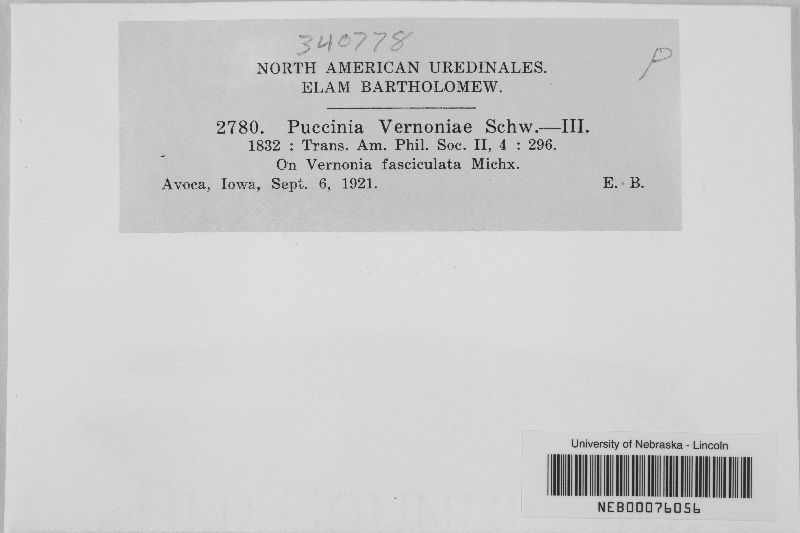 340778
P
NORTH AMERICAN UREDINALES.
ELAM BARTHOLOMEW.
2780. Puccinia Vernoniae Schw.—III.
1832 : Trans. Am. Phil. Soc. II, 4 : 296.
On Vernonia fasciculata Michx.
Avoca, Iowa, Sept. 6, 1921. E. B.
University of Nebraska - Lincoln
NEB00076056